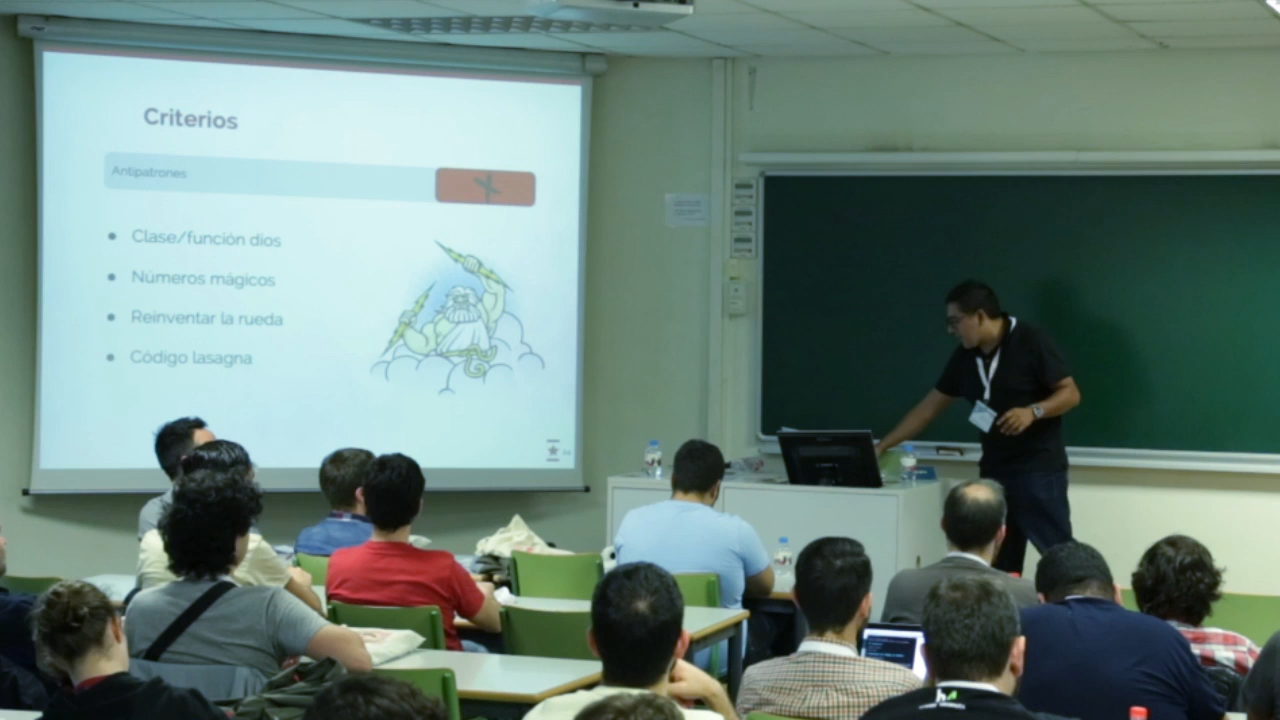 Criterios
Antipatrones
Clase/función dios
Números mágicos
Reinventar la rueda
Código lasagna